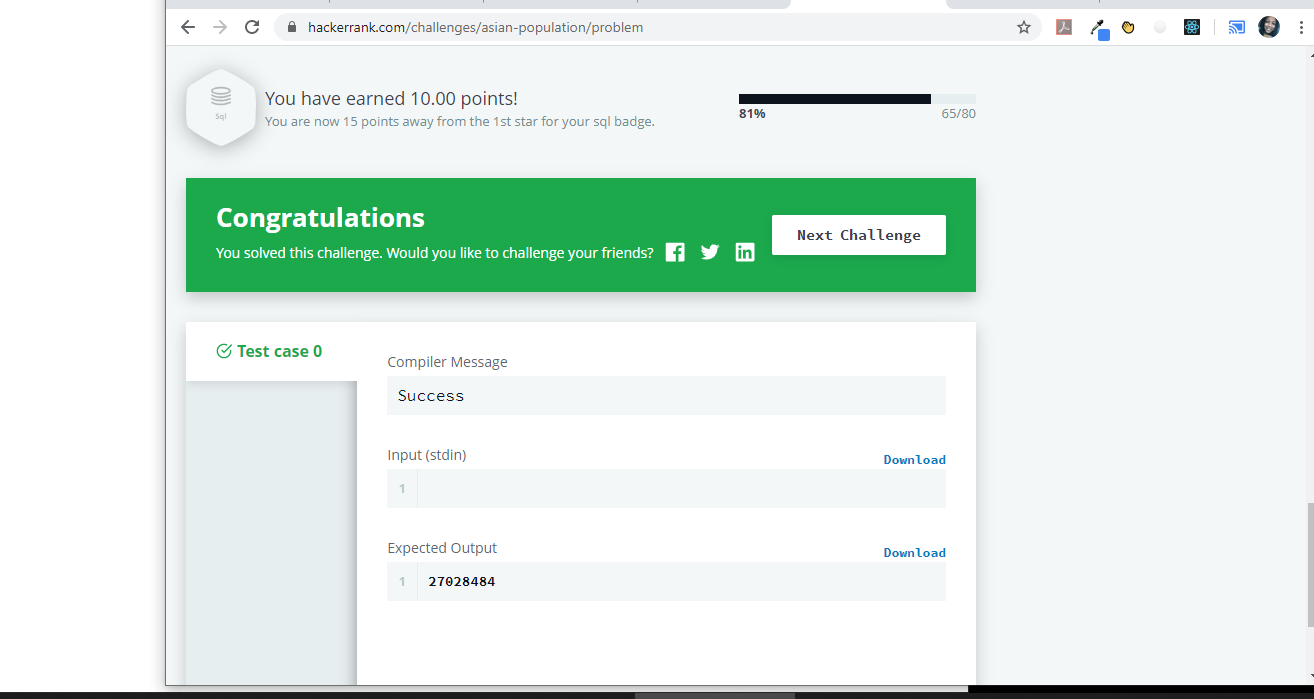 hackerrank.com/challenges/asian-population/problem
Sql
You have earned 10.00 points!
You are now 15 points away from the 1st star for your sql badge.
81%
65/80
Congratulations
You solved this challenge. Would you like to challenge your friends?
Next Challenge
Test case 0
Compiler Message
Success
Input (stdin)
Download
1
Expected Output
Download
1 27028484